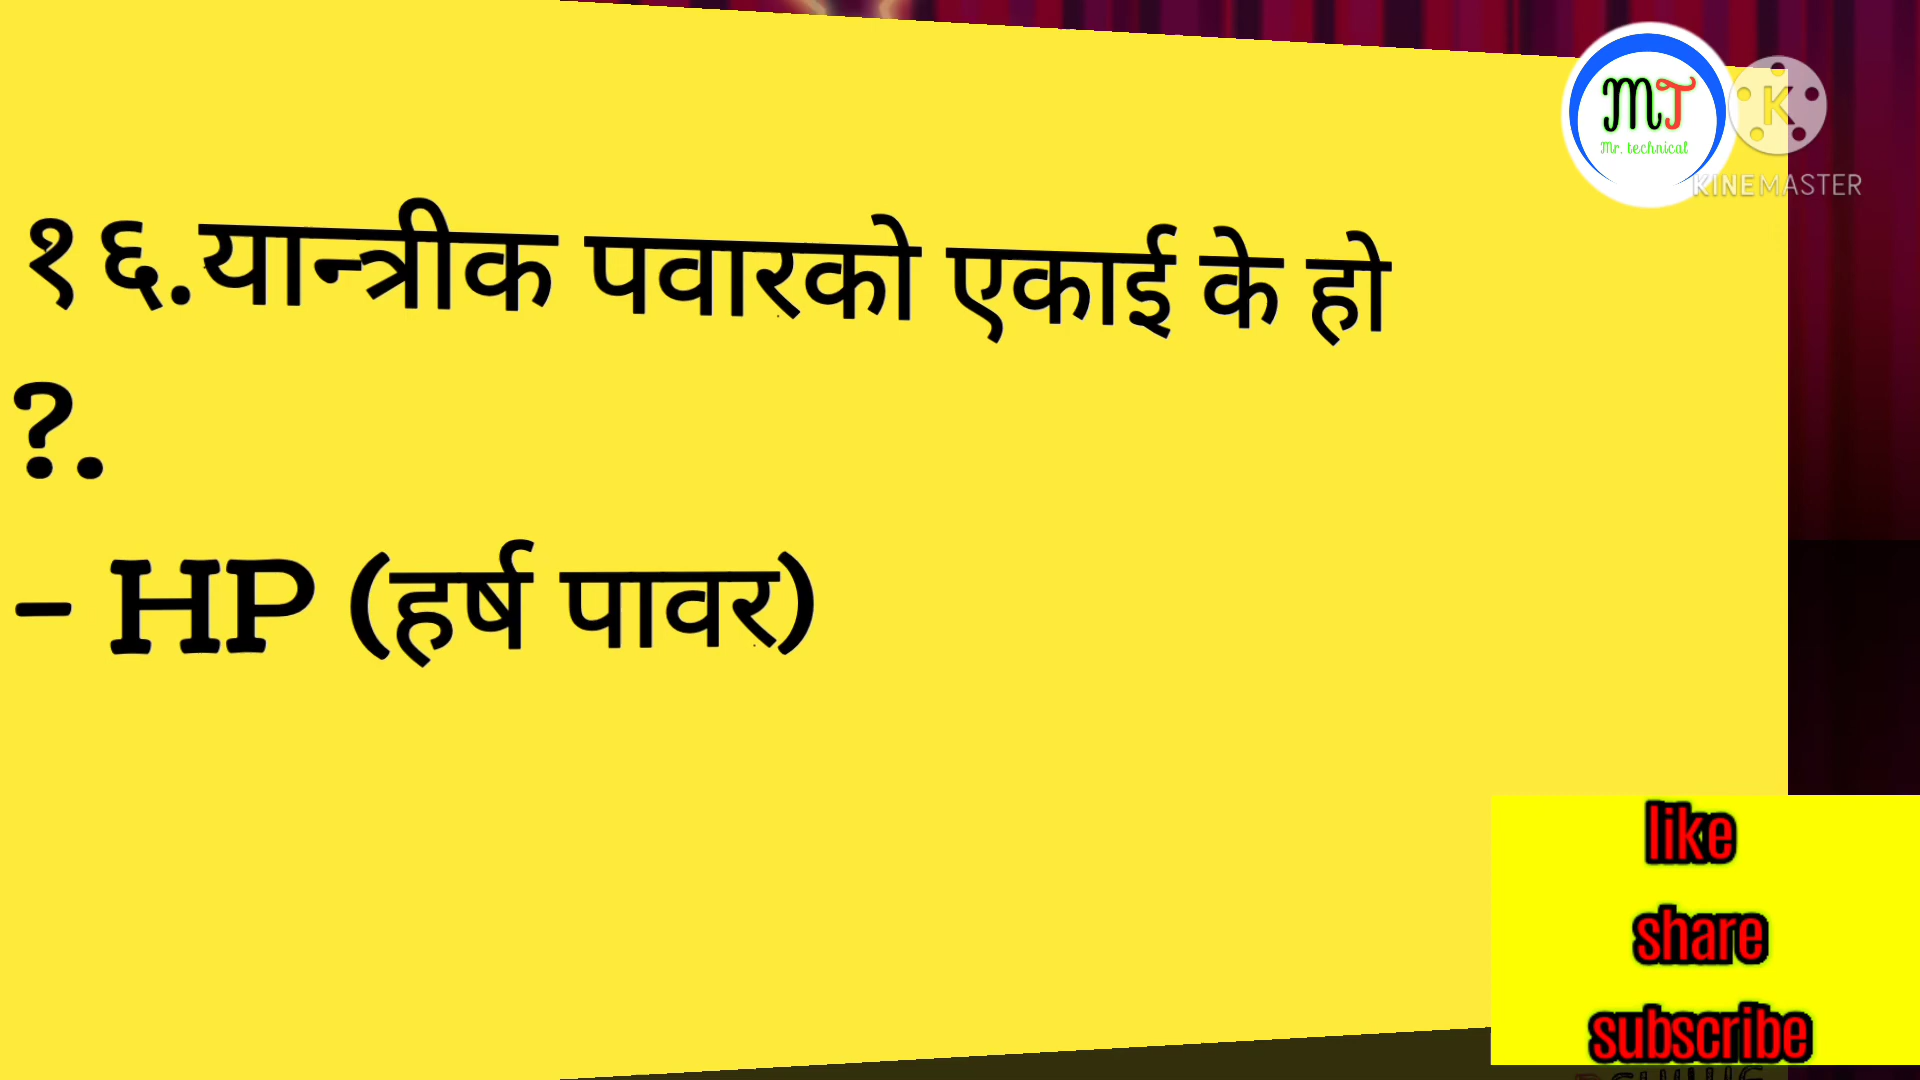 १६.यान्त्रीक पवारको एकाई के हो
?.
- HP (हर्ष पावर)
MT
Mr. technical
K
KINEMASTER
like
share
subscribe